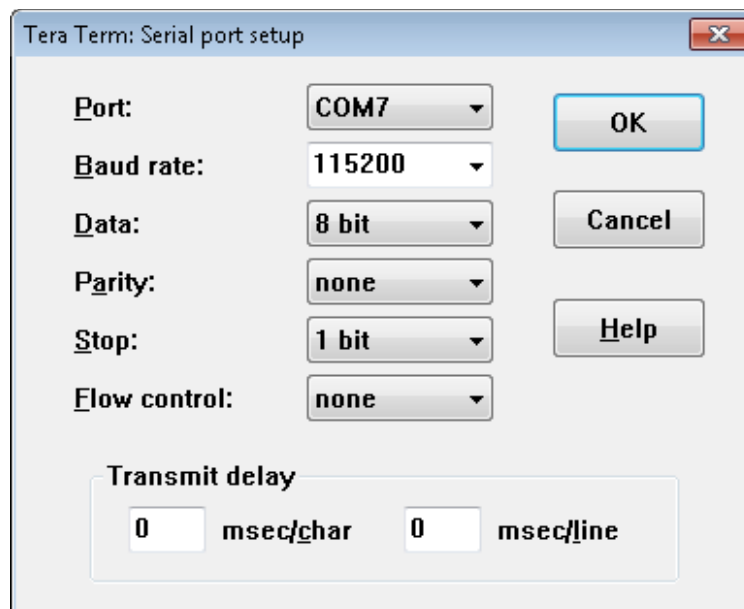 Tera Term: Serial port setup
Port: COM7
OK
Baud rate: 115200
Data: 8 bit
Cancel
Parity: none
Stop: 1 bit
Help
Flow control: none
Transmit delay
0 msec/char 0 msec/line